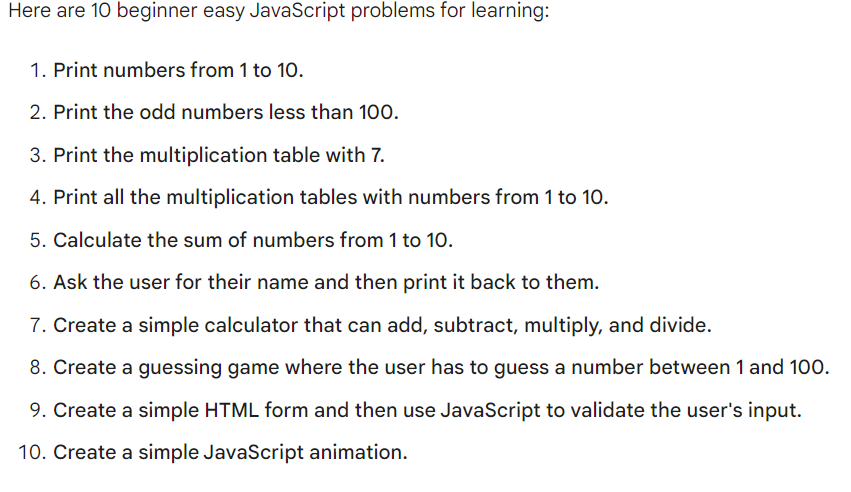 Here are 10 beginner easy JavaScript problems for learning:
1. Print numbers from 1 to 10.
2. Print the odd numbers less than 100.
3. Print the multiplication table with 7.
4. Print all the multiplication tables with numbers from 1 to 10.
5. Calculate the sum of numbers from 1 to 10.
6. Ask the user for their name and then print it back to them.
7. Create a simple calculator that can add, subtract, multiply, and divide.
8. Create a guessing game where the user has to guess a number between 1 and 100.
9. Create a simple HTML form and then use JavaScript to validate the user's input.
10. Create a simple JavaScript animation.